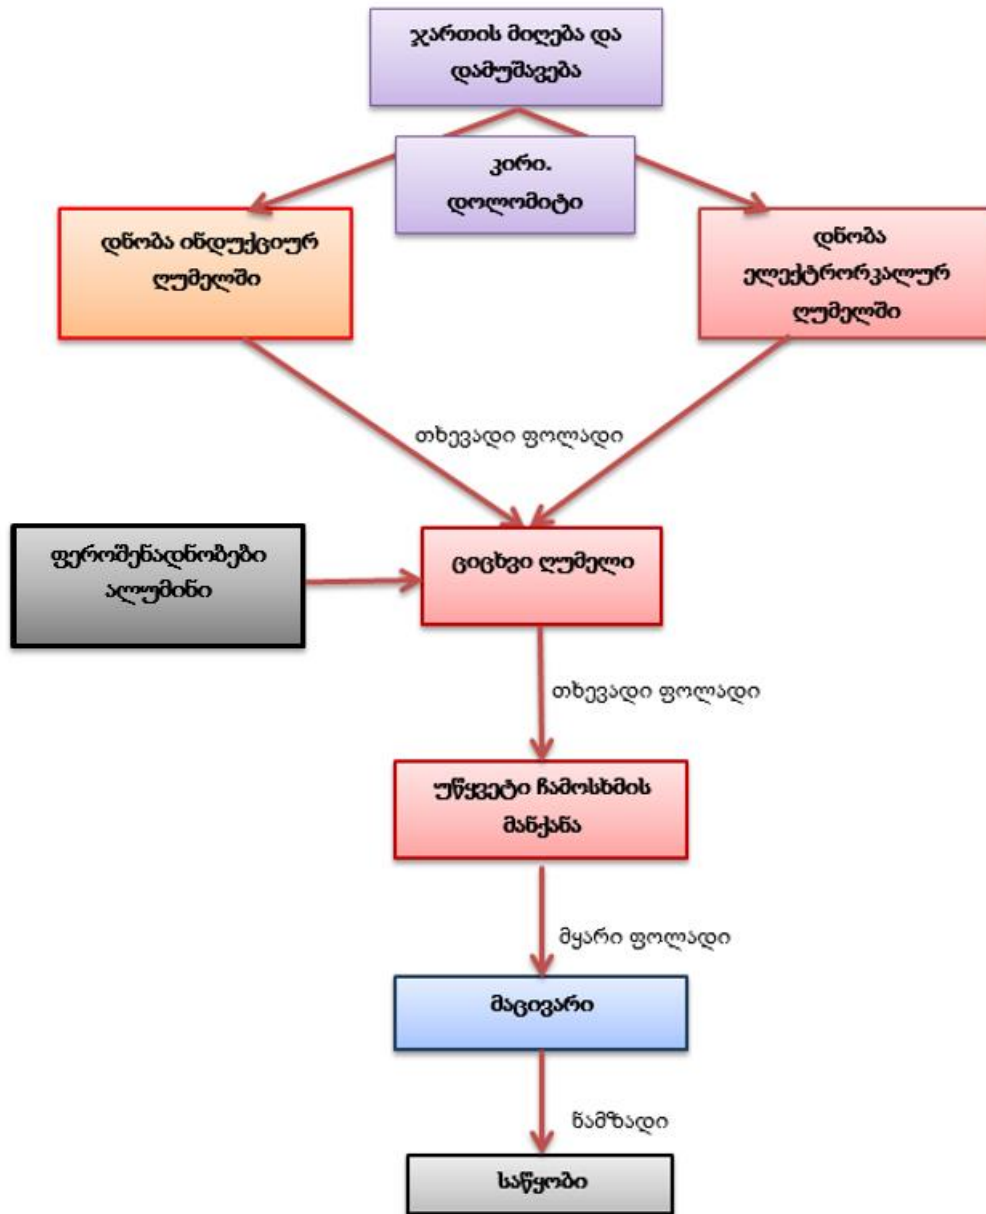 ჯართის მიღება და
დამუშავება
კირი.
დოლომიტი
დნობა ინდუქციურ
ღუმელში
დნობა
ელექტრორკალურ
ღუმელში
თხევადი ფოლადი
ფეროშენადნობები
ალუმინი
ციცხვი ღუმელი
თხევადი ფოლადი
უწყვეტი ჩამოსხმის
მანქანა
მყარი ფოლადი
მაცივარი
ნამზადი
საწყობი